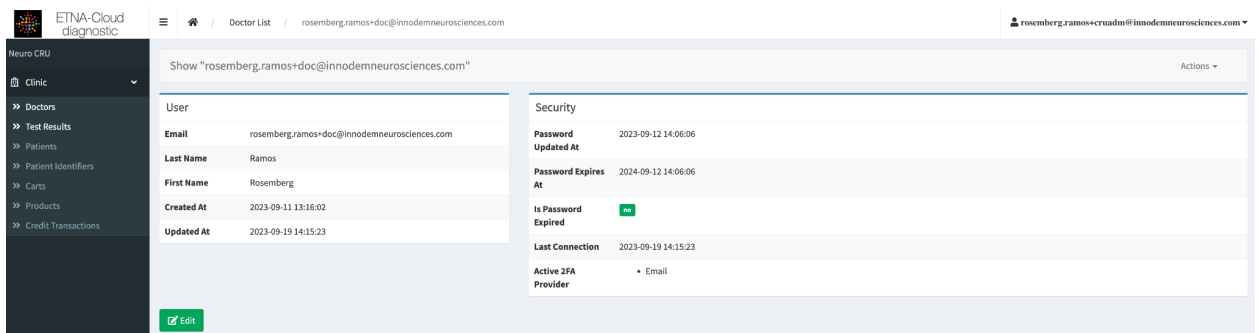 ETNA-Cloud
diagnostic
/ Doctor List / rosemberg.ramos+doc@innodemneurosciences.com
rosemberg.ramos+cruadm@innodemneurosciences.com
Neuro CRU
Clinic
Doctors
Test Results
Patients
Patient Identifiers
Carts
Products
Credit Transactions
Show "rosemberg.ramos+doc@innodemneurosciences.com"
Actions
User
Email rosemberg.ramos+doc@innodemneurosciences.com
Last Name Ramos
First Name Rosemberg
Created At 2023-09-11 13:16:02
Updated At 2023-09-19 14:15:23
Security
Password
Updated At 2023-09-12 14:06:06
Password Expires
At 2024-09-12 14:06:06
Is Password
Expired no
Last Connection 2023-09-19 14:15:23
Active 2FA
Provider • Email
Edit